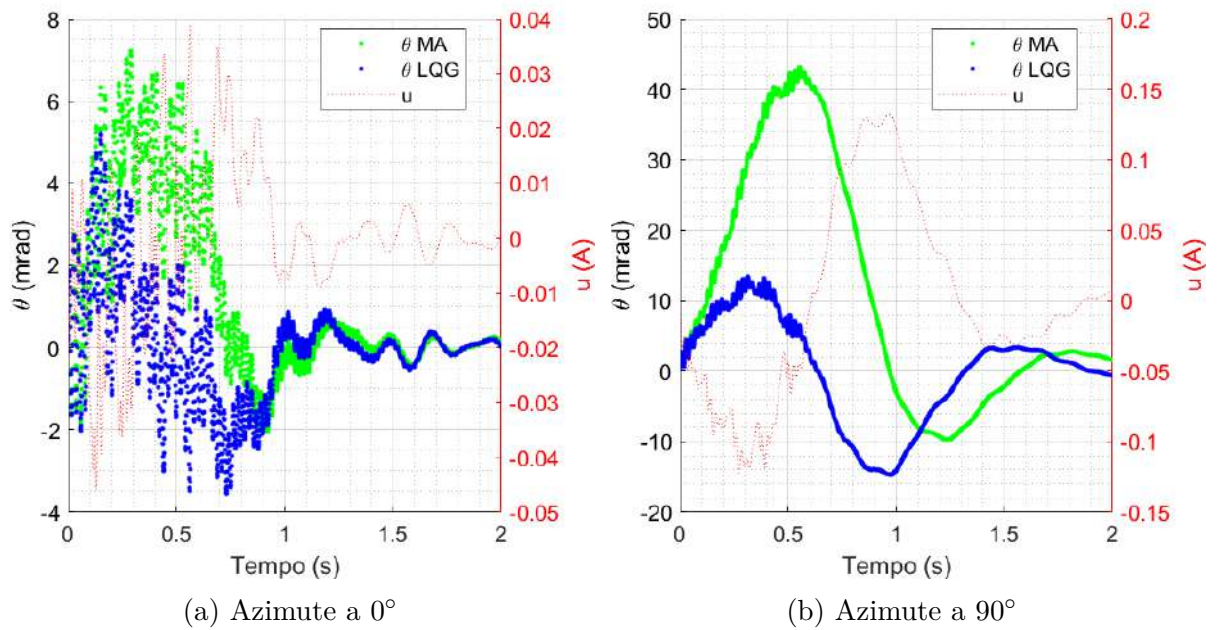 8
6
4
2
0
-2
-4
θ (mrad)
0.04
0.03
0.02
0.01
0
-0.01
-0.02
-0.03
-0.04
-0.05
u (A)
θ MA
θ LQG
u
0 0.5 1 1.5 2
Tempo (s)
(a) Azimute a 0°
50
40
30
20
10
0
-10
-20
θ (mrad)
0.2
0.15
0.1
0.05
0
-0.05
-0.1
-0.15
u (A)
θ MA
θ LQG
u
0 0.5 1 1.5 2
Tempo (s)
(b) Azimute a 90°